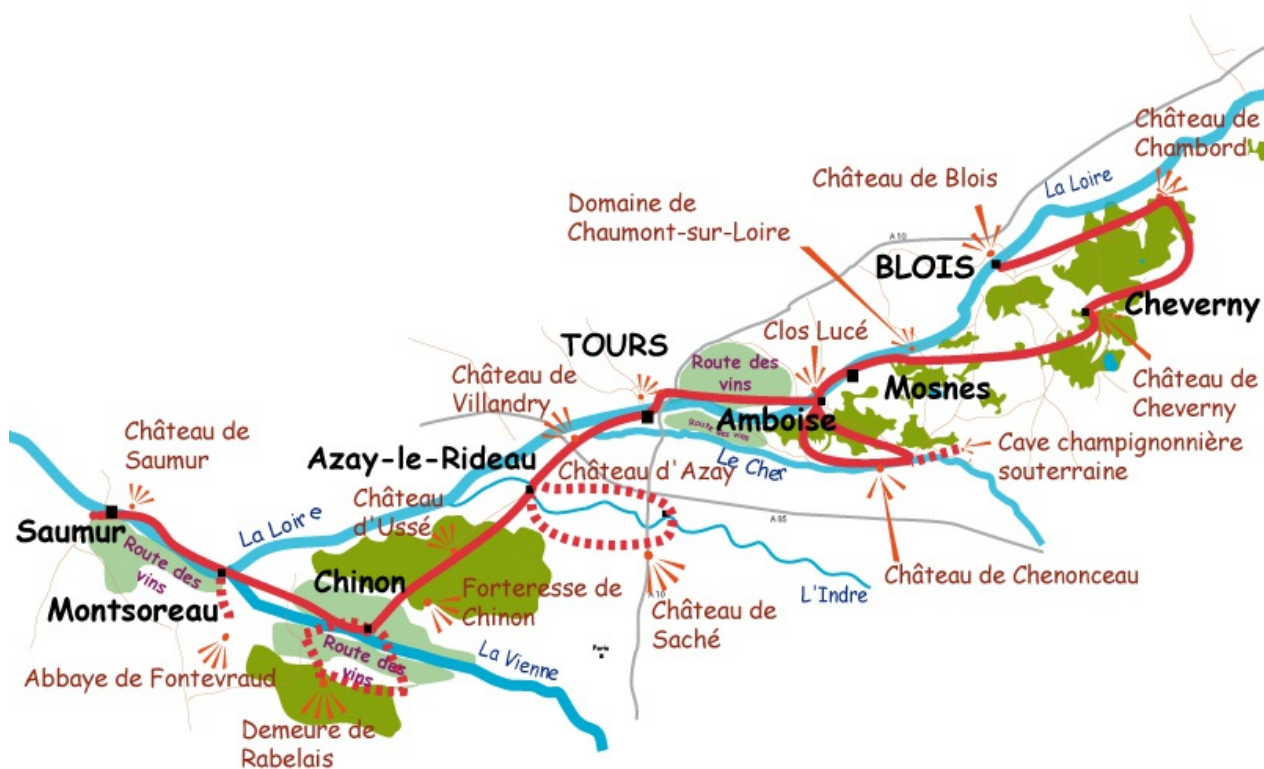 Château de
Chambord
Château de Blois
La Loire
Domaine de
Chaumont-sur-Loire
A 10
BLOIS
Cheverny
Clos Lucé
TOURS
Route des
vins
Château de
Villandry
Mosnes
Château de
Cheverny
Amboise
Route des vins
Château de
Saumur
Azay-le-Rideau
Château d'Azay
Le Cher
Cave champignonnière
souterraine
Château
d'Ussé
La Loire
Saumur
Route des
vins
A 85
Château de Chenonceau
Chinon
Forteresse de
Chinon
L'Indre
Montsoreau
A 10
Château de
Saché
Route des
vins
La Vienne
Paris
Abbaye de Fontevraud
Demeure de
Rabelais